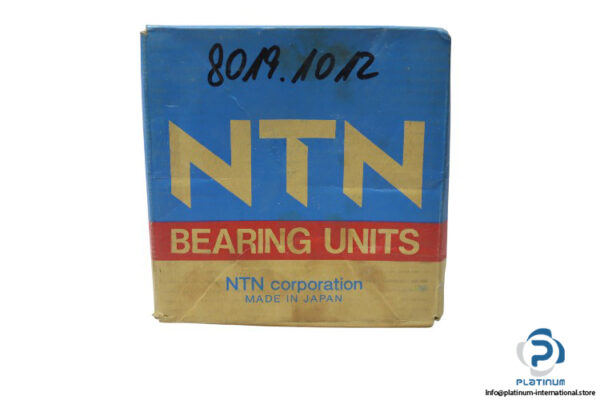 8019.1012
NTN
BEARING UNITS
NTN corporation
MADE IN JAPAN
PLATINUM
Info@platinum-international.store